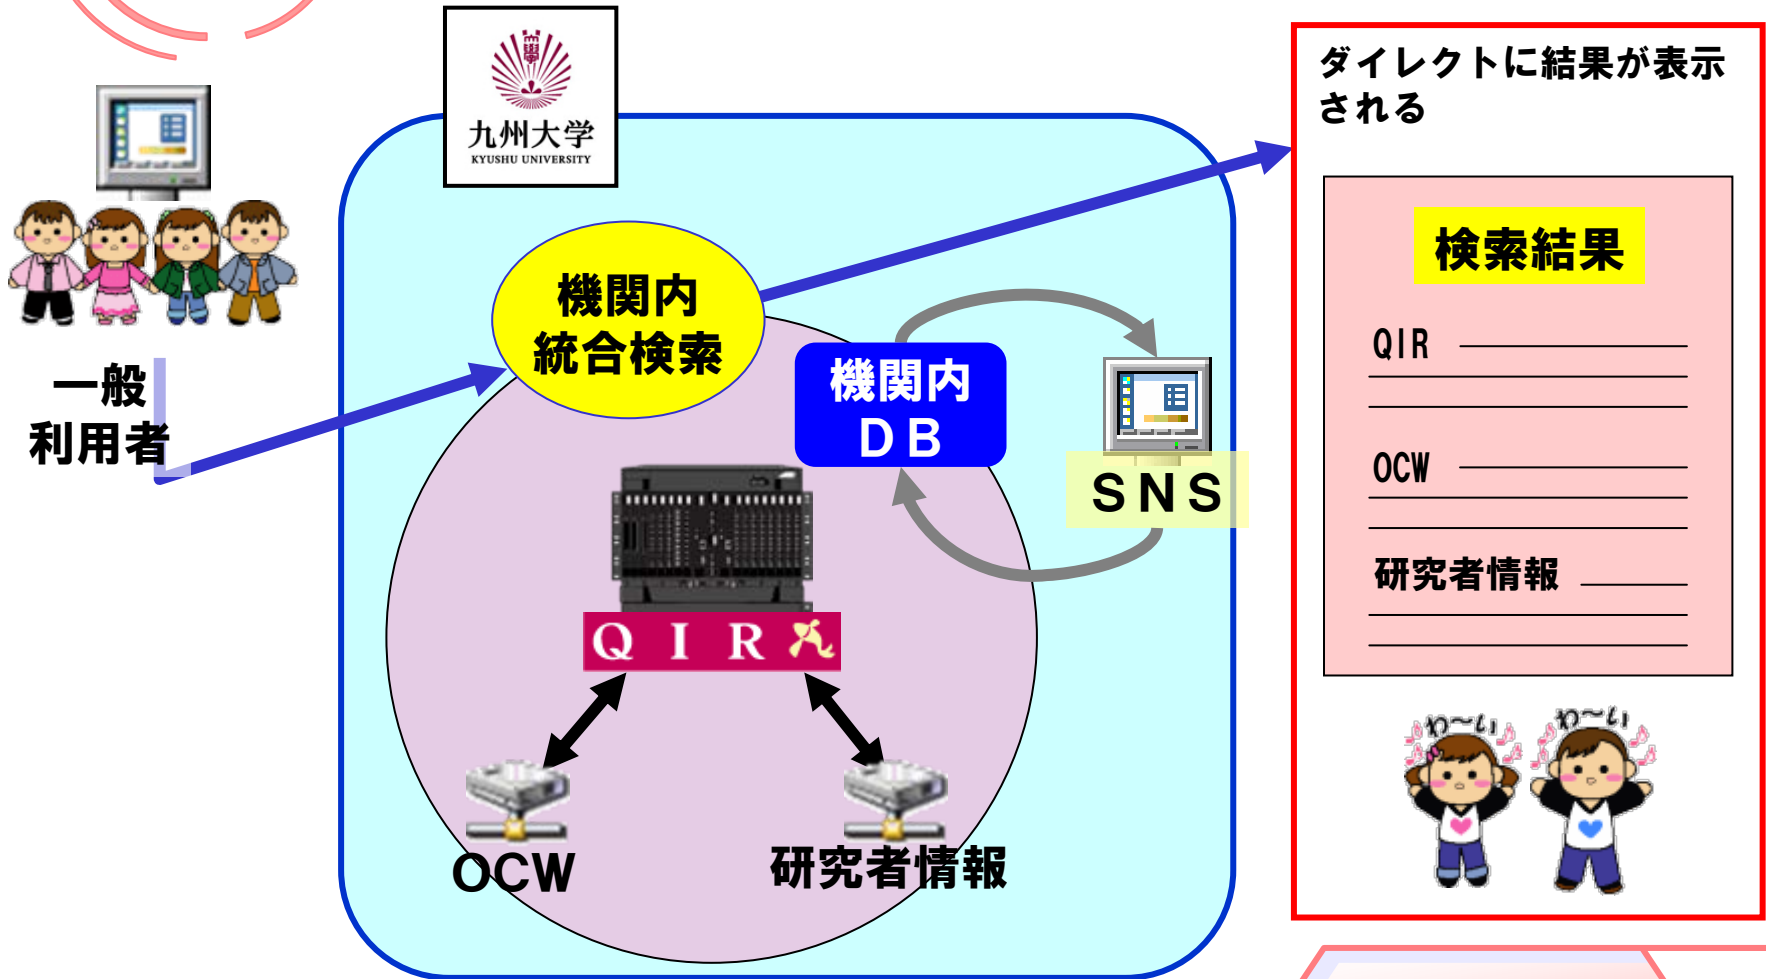 九州大学
KYUSHU UNIVERSITY
一般
利用者
機関内
統合検索
機関内
ＤＢ
ＳＮＳ
ＱＩＲ
OCW
研究者情報
ダイレクトに結果が表示
される
検索結果
QIR
OCW
研究者情報
わ～い
わ～い